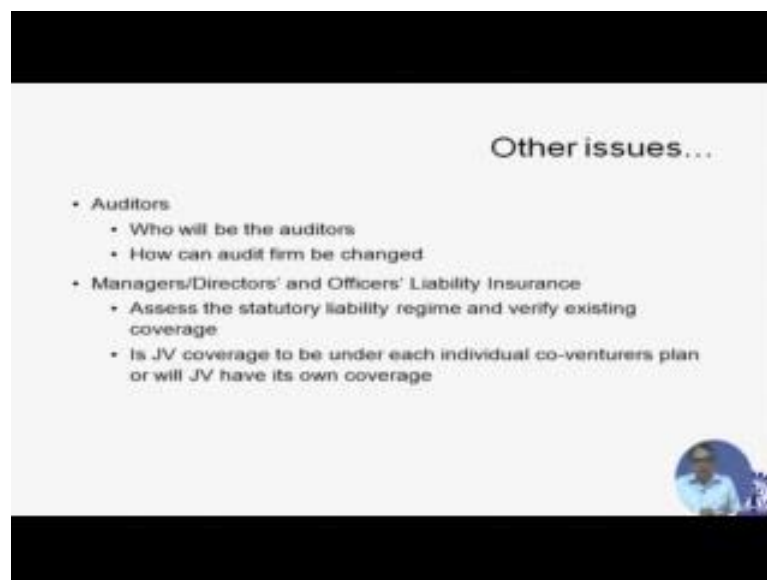 Other issues...
• Auditors
• Who will be the auditors
• How can audit firm be changed
• Managers/Directors' and Officers' Liability Insurance
• Assess the statutory liability regime and verify existing
coverage
• Is JV coverage to be under each individual co-venturers plan
or will JV have its own coverage